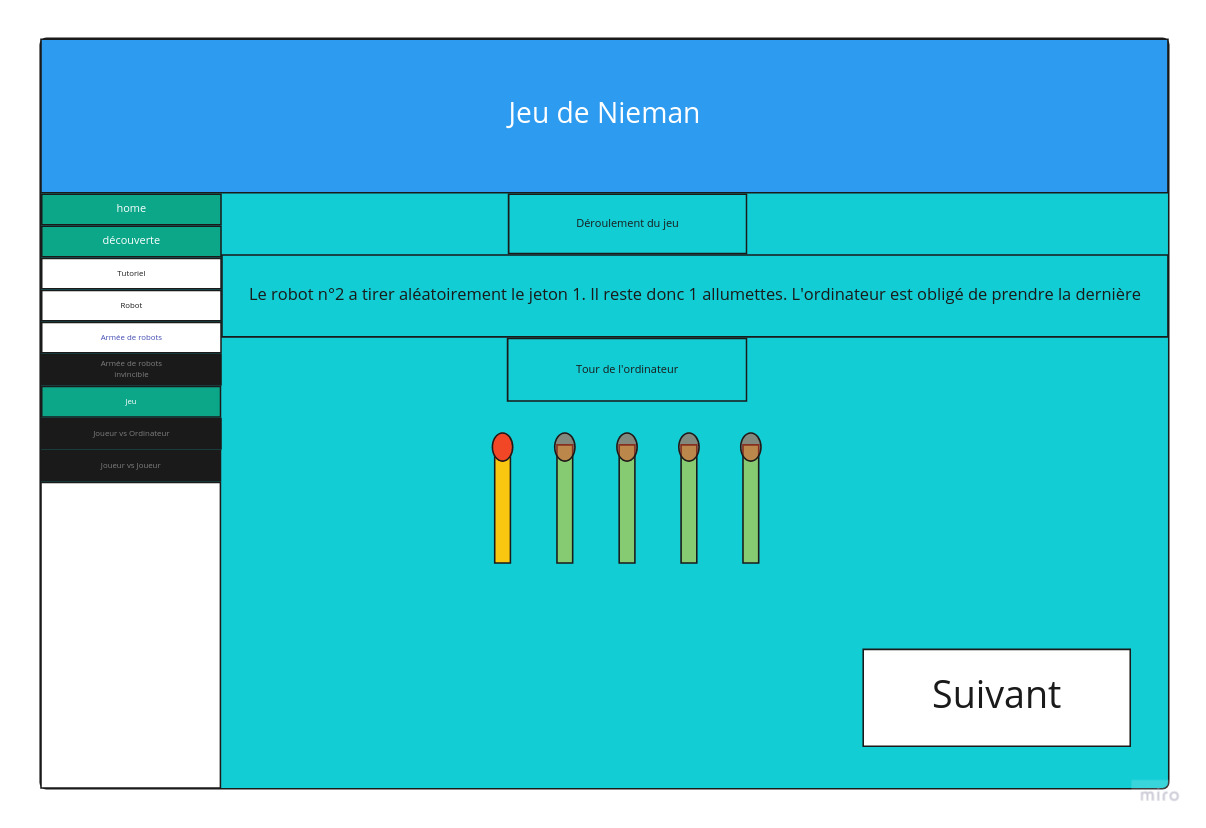 Jeu de Nieman
home
découverte
Tutoriel
Robot
Armée de robots
Armée de robots
invincible
Jeu
Joueur vs Ordinateur
Joueur vs Joueur
Déroulement du jeu
Le robot n°2 a tirer aléatoirement le jeton 1. Il reste donc 1 allumettes. L'ordinateur est obligé de prendre la dernière
Tour de l'ordinateur
Suivant
miro